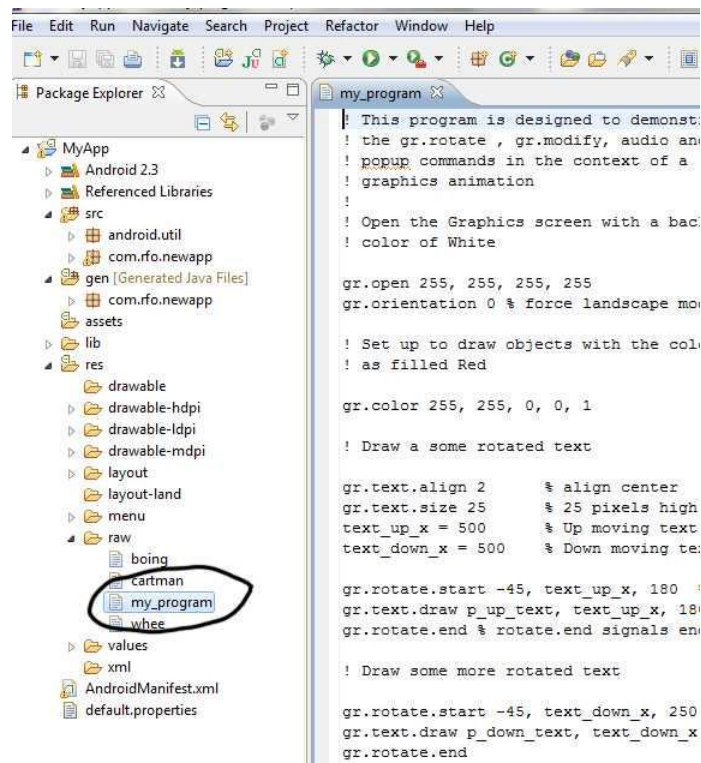 File Edit Run Navigate Search Project Refactor Window Help
Package Explorer
MyApp
Android 2.3
Referenced Libraries
src
android.util
com.rfo.newapp
gen [Generated Java Files]
com.rfo.newapp
assets
lib
res
drawable
drawable-hdpi
drawable-ldpi
drawable-mdpi
layout
layout-land
menu
raw
boing
cartman
my_program
whee
values
xml
AndroidManifest.xml
default.properties
my_program
! This program is designed to demonst
! the gr.rotate , gr.modify, audio and
! popup commands in the context of a
! graphics animation
!
! Open the Graphics screen with a bac
! color of White
gr.open 255, 255, 255, 255
gr.orientation 0 % force landscape mo
! Set up to draw objects with the col
! as filled Red
gr.color 255, 255, 0, 0, 1
! Draw a some rotated text
gr.text.align 2 % align center
gr.text.size 25 % 25 pixels high
text_up_x = 500 % Up moving text
text_down_x = 500 % Down moving te
gr.rotate.start -45, text_up_x, 180
gr.text.draw p_up_text, text_up_x, 18
gr.rotate.end % rotate.end signals en
! Draw some more rotated text
gr.rotate.start -45, text_down_x, 250
gr.text.draw p_down_text, text_down_x
gr.rotate.end